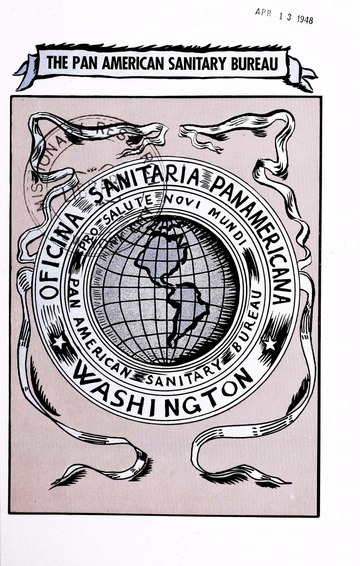 APR 13 1948
THE PAN AMERICAN SANITARY BUREAU
OFICINA SANITARIA PANAMERICANA
PRO SALUTE NOVI MUNDI
PAN AMERICAN SANITARY BUREAU
WASHINGTON